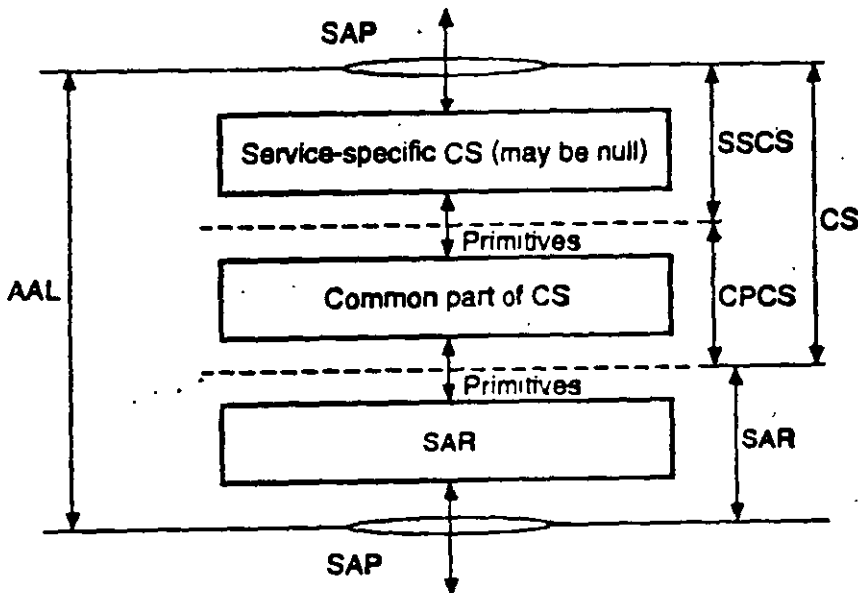 SAP
Service-specific CS (may be null)
SSCS
CS
Primitives
AAL
Common part of CS
CPCS
Primitives
SAR
SAR
SAP